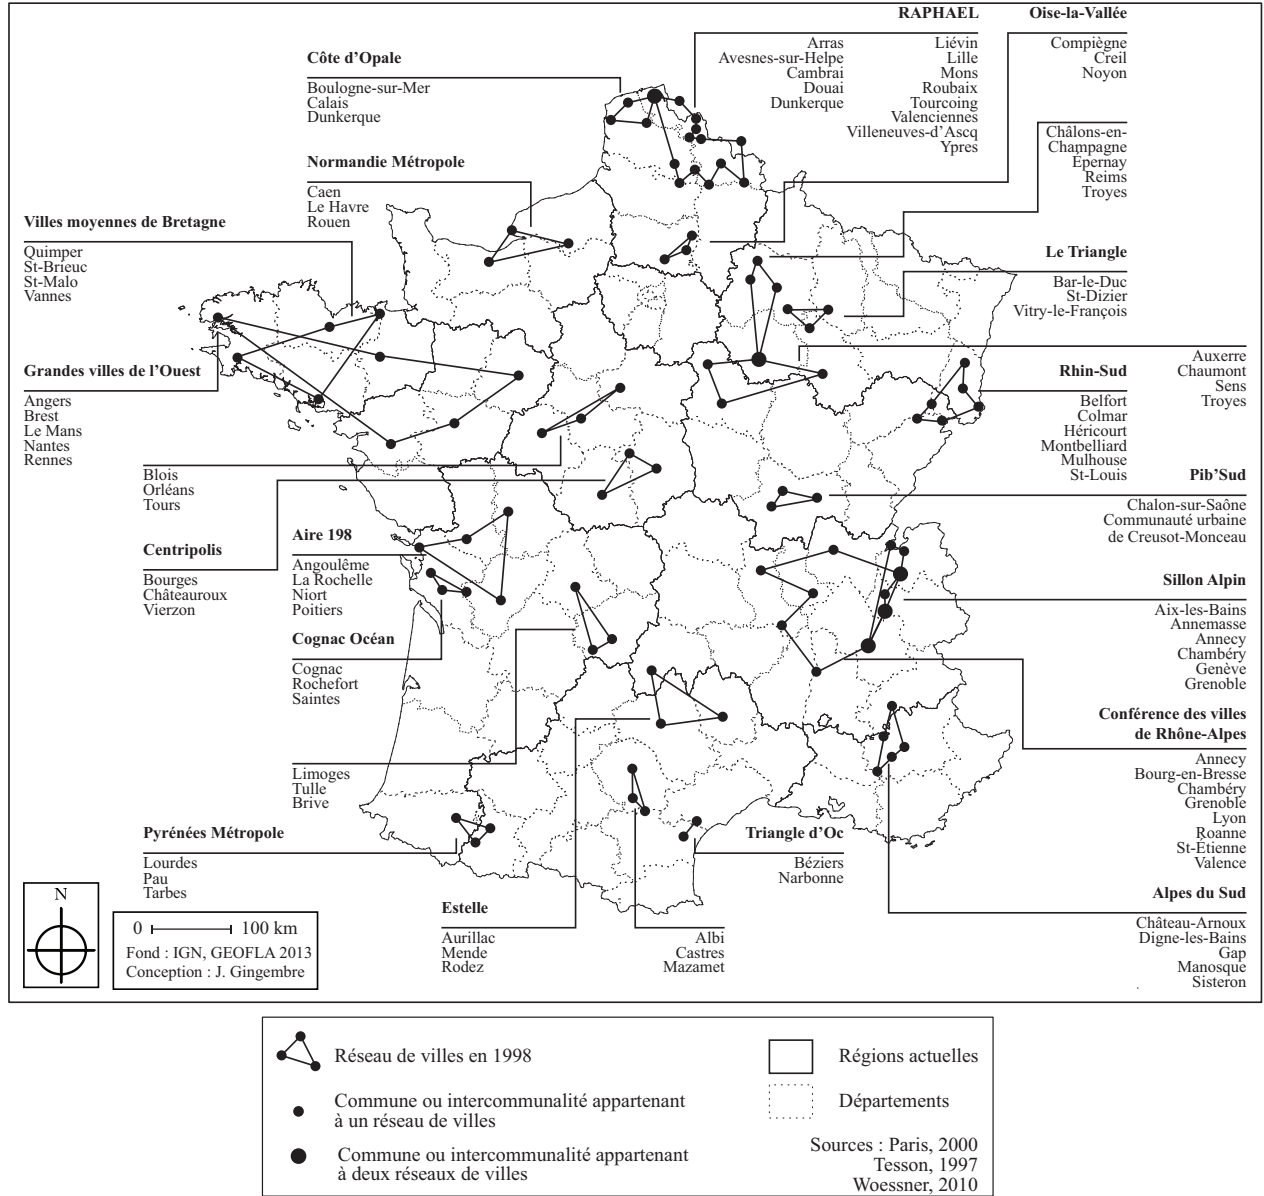 RAPHAEL
Arras
Avesnes-sur-Helpe
Cambrai
Douai
Dunkerque
Liévin
Lille
Mons
Roubaix
Tourcoing
Valenciennes
Villeneuves-d'Ascq
Ypres
Oise-la-Vallée
Compiègne
Creil
Noyon
Côte d'Opale
Boulogne-sur-Mer
Calais
Dunkerque
Châlons-en-
Champagne
Épernay
Reims
Troyes
Normandie Métropole
Caen
Le Havre
Rouen
Villes moyennes de Bretagne
Quimper
St-Brieuc
St-Malo
Vannes
Le Triangle
Bar-le-Duc
St-Dizier
Vitry-le-François
Auxerre
Chaumont
Sens
Troyes
Grandes villes de l'Ouest
Angers
Brest
Le Mans
Nantes
Rennes
Rhin-Sud
Belfort
Colmar
Héricourt
Montbelliard
Mulhouse
St-Louis
Blois
Orléans
Tours
Pib'Sud
Chalon-sur-Saône
Communauté urbaine
de Creusot-Monceau
Centripolis
Bourges
Châteauroux
Vierzon
Aire 198
Angoulême
La Rochelle
Niort
Poitiers
Sillon Alpin
Aix-les-Bains
Annemasse
Annecy
Chambéry
Genève
Grenoble
Cognac Océan
Cognac
Rochefort
Saintes
Conférence des villes
de Rhône-Alpes
Annecy
Bourg-en-Bresse
Chambéry
Grenoble
Lyon
Roanne
St-Étienne
Valence
Limoges
Tulle
Brive
Pyrénées Métropole
Lourdes
Pau
Tarbes
Triangle d'Oc
Béziers
Narbonne
Alpes du Sud
Château-Arnoux
Digne-les-Bains
Gap
Manosque
Sisteron
Estelle
Aurillac
Mende
Rodez
Albi
Castres
Mazamet
N
0 100 km
Fond : IGN, GEOFLA 2013
Conception : J. Gingembre
Réseau de villes en 1998
Commune ou intercommunalité appartenant
à un réseau de villes
Commune ou intercommunalité appartenant
à deux réseaux de villes
Régions actuelles
Départements
Sources : Paris, 2000
Tesson, 1997
Woessner, 2010